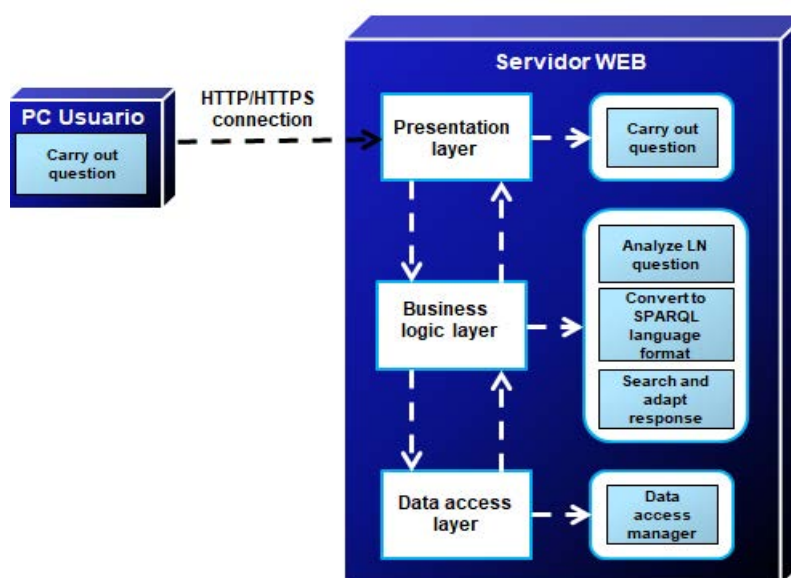 Servidor WEB
PC Usuario
Carry out
question
HTTP/HTTPS
connection
Presentation
layer
Carry out
question
Business
logic layer
Analyze LN
question
Convert to
SPARQL
language
format
Search and
adapt
response
Data access
layer
Data
access
manager